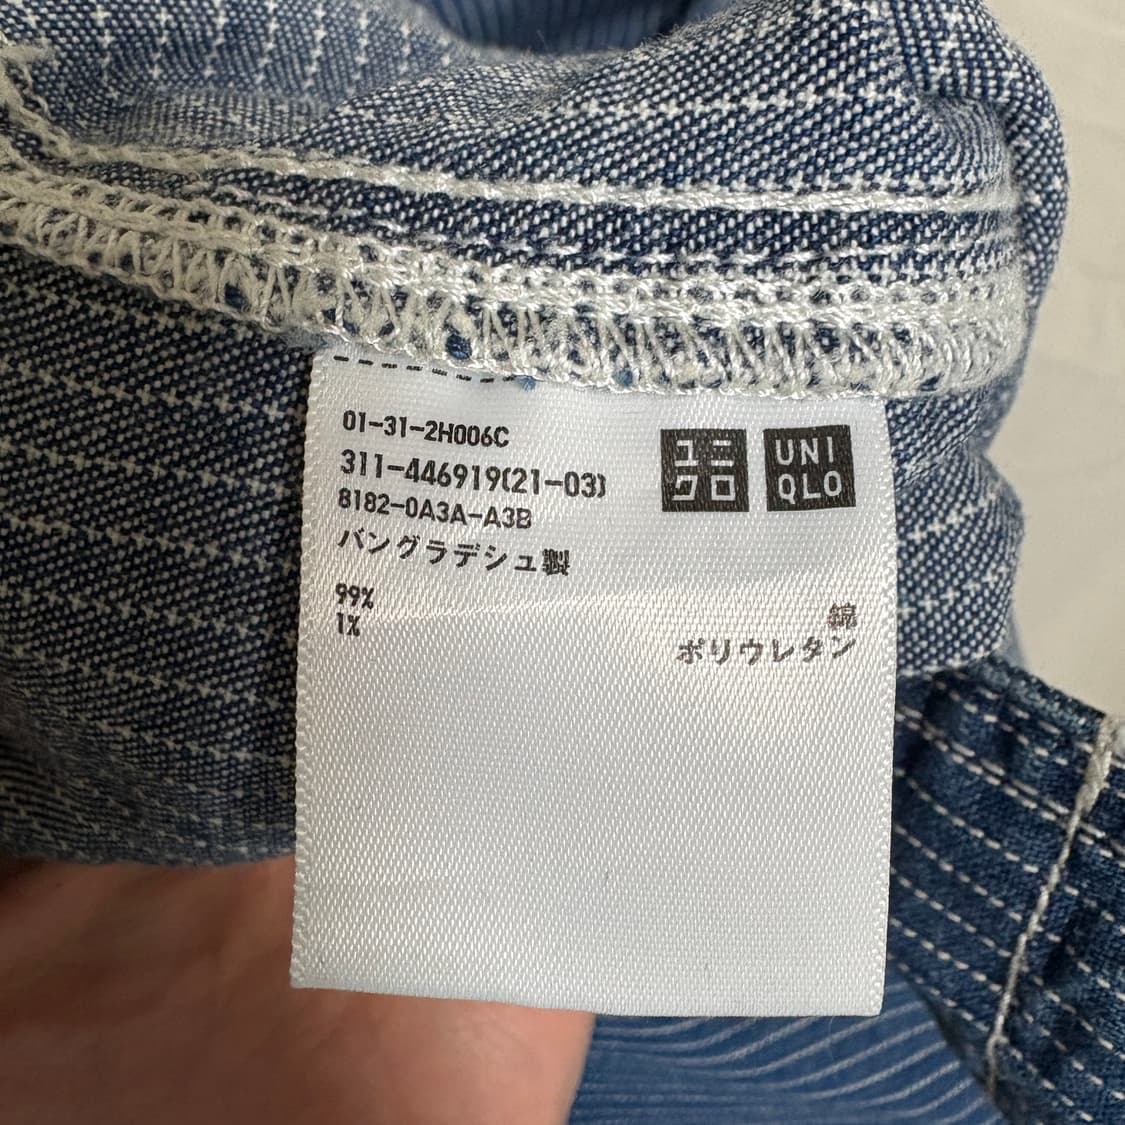 01-31-2H006C
311-446919(21-03)
8182-0A3A-A3B
バングラデシュ製
ユニ
クロ
UNI
QLO
99% 綿
1% ポリウレタン